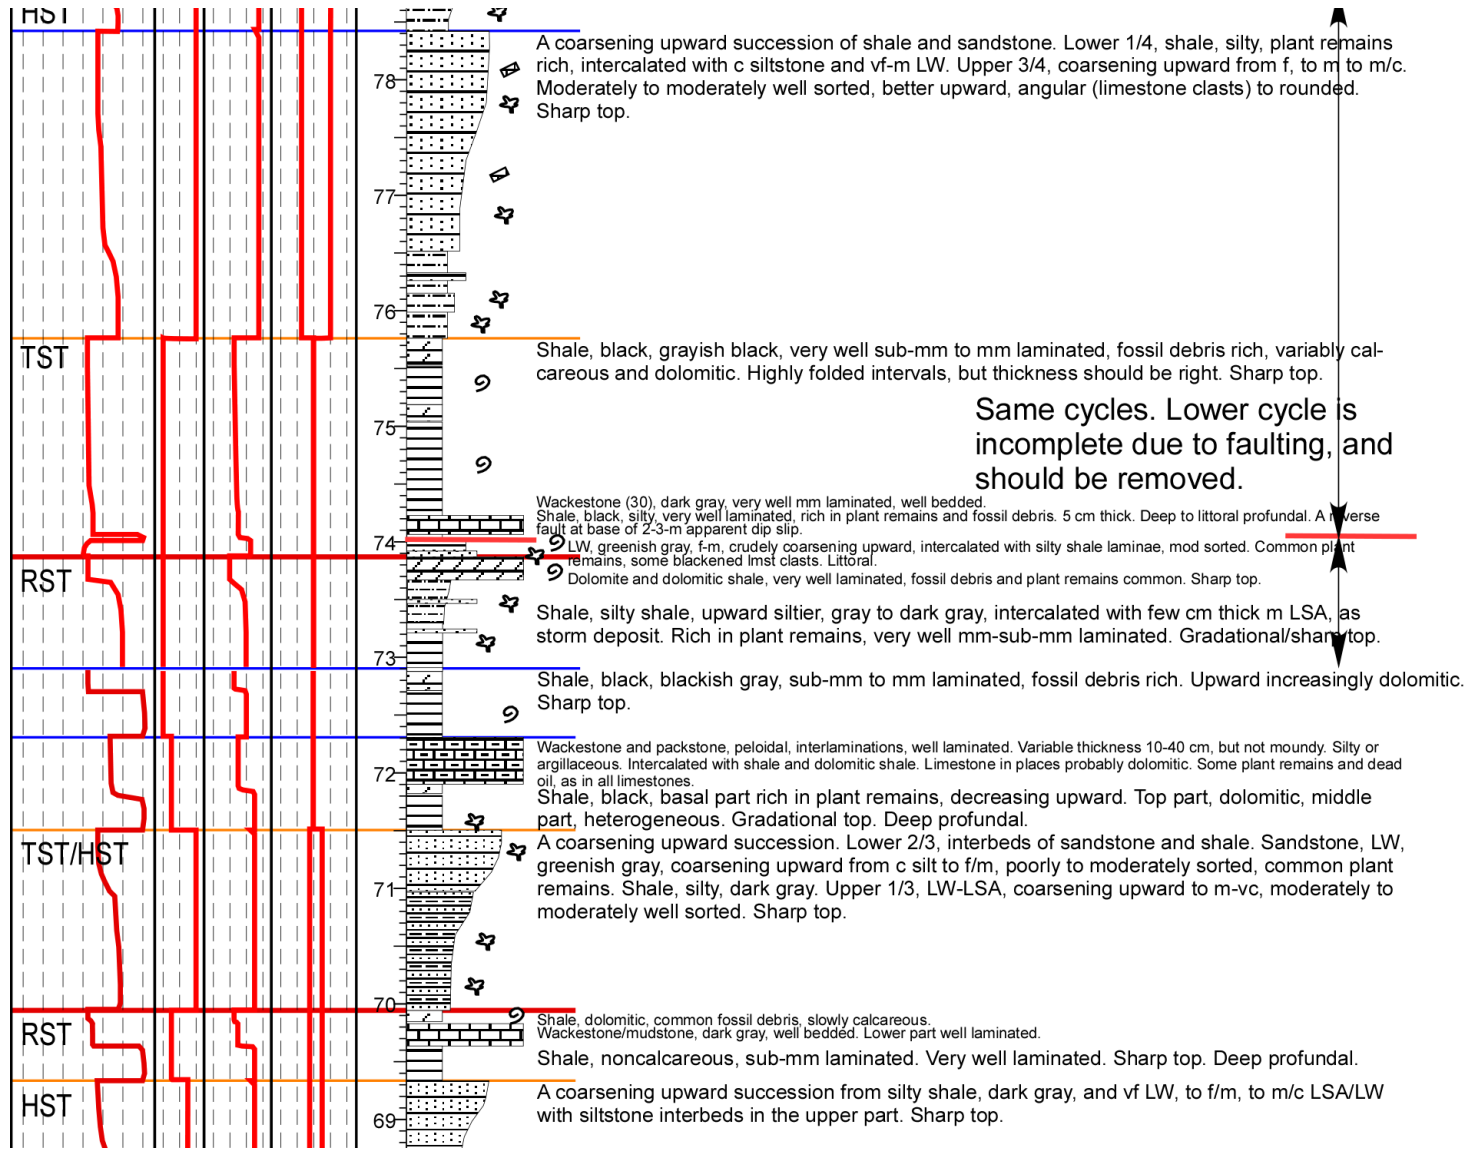 HST
A coarsening upward succession of shale and sandstone. Lower 1/4, shale, silty, plant remains
rich, intercalated with c siltstone and vf-m LW. Upper 3/4, coarsening upward from f, to m to m/c.
78
Moderately to moderately well sorted, better upward, angular (limestone clasts) to rounded.
Sharp top.
77
76
TST
Shale, black, grayish black, very well sub-mm to mm laminated, fossil debris rich, variably cal-
careous and dolomitic. Highly folded intervals, but thickness should be right. Sharp top.
Same cycles. Lower cycle is
incomplete due to faulting, and
should be removed.
75
Wackestone (30), dark gray, very well mm laminated, well bedded.
Shale, black, silty, very well laminated, rich in plant remains and fossil debris. 5 cm thick. Deep to littoral profundal. A reverse
fault at base of 2-3-m apparent dip slip.
74
LW, greenish gray, f-m, crudely coarsening upward, intercalated with silty shale laminae, mod sorted. Common plant
remains, some blackened lmst clasts. Littoral.
RST
Dolomite and dolomitic shale, very well laminated, fossil debris and plant remains common. Sharp top.
Shale, silty shale, upward siltier, gray to dark gray, intercalated with few cm thick m LSA, as
storm deposit. Rich in plant remains, very well mm-sub-mm laminated. Gradational/sharp top.
73
Shale, black, blackish gray, sub-mm to mm laminated, fossil debris rich. Upward increasingly dolomitic.
Sharp top.
Wackestone and packstone, peloidal, interlaminations, well laminated. Variable thickness 10-40 cm, but not moundy. Silty or
argillaceous. Intercalated with shale and dolomitic shale. Limestone in places probably dolomitic. Some plant remains and dead
oil, as in all limestones.
72
Shale, black, basal part rich in plant remains, decreasing upward. Top part, dolomitic, middle
part, heterogeneous. Gradational top. Deep profundal.
TST/HST
A coarsening upward succession. Lower 2/3, interbeds of sandstone and shale. Sandstone, LW,
greenish gray, coarsening upward from c silt to f/m, poorly to moderately sorted, common plant
71
remains. Shale, silty, dark gray. Upper 1/3, LW-LSA, coarsening upward to m-vc, moderately to
moderately well sorted. Sharp top.
70
RST
Shale, dolomitic, common fossil debris, slowly calcareous.
Wackestone/mudstone, dark gray, well bedded. Lower part well laminated.
Shale, noncalcareous, sub-mm laminated. Very well laminated. Sharp top. Deep profundal.
HST
A coarsening upward succession from silty shale, dark gray, and vf LW, to f/m, to m/c LSA/LW
with siltstone interbeds in the upper part. Sharp top.
69